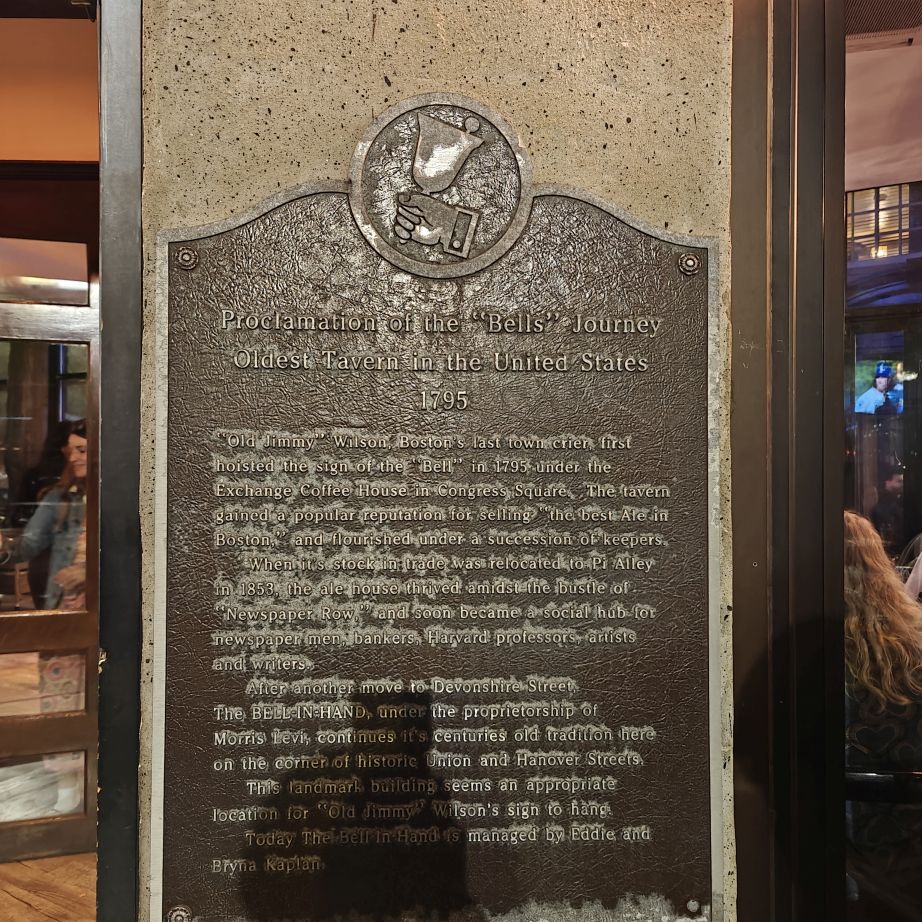 Proclamation of the "Bells" Journey
Oldest Tavern in the United States
1795
"Old Jimmy" Wilson, Boston's last town crier, first
hoisted the sign of the "Bell" in 1795 under the
Exchange Coffee House in Congress Square. The tavern
gained a popular reputation for selling "the best Ale in
Boston," and flourished under a succession of keepers.
When it's stock in trade was relocated to Pi Alley
in 1853, the ale house thrived amidst the bustle of
"Newspaper Row," and soon became a social hub for
newspaper men, bankers, Harvard professors, artists
and writers.
After another move to Devonshire Street,
The BELL-IN-HAND, under the proprietorship of
Morris Levi, continues it's centuries old tradition here
on the corner of historic Union and Hanover Streets.
This landmark building seems an appropriate
location for "Old Jimmy" Wilson's sign to hang.
Today The Bell In Hand is managed by Eddie and
Bryna Kaplan.